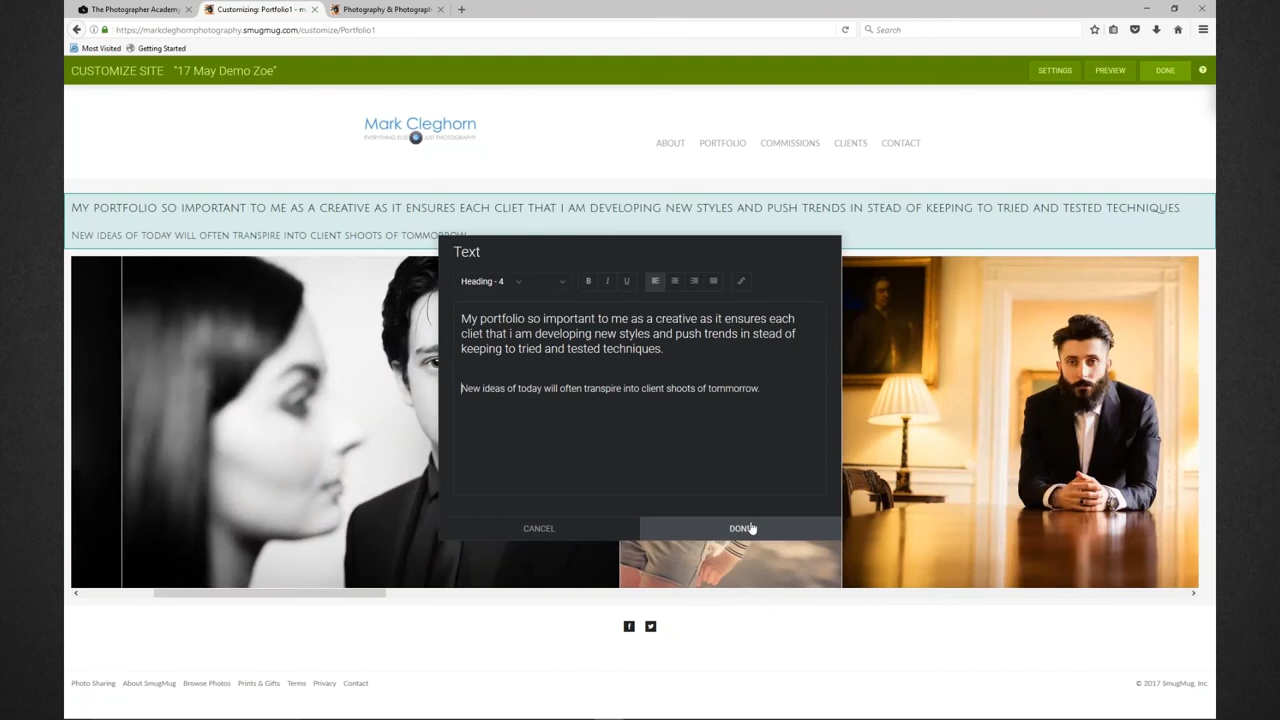 The Photographer Academy
Customizing: Portfolio1 - m
Photography & Photograph
https://markcleghornphotography.smugmug.com/customize/Portfolio1
Search
Most Visited
Getting Started
CUSTOMIZE SITE "17 May Demo Zoe"
SETTINGS
PREVIEW
DONE
Mark Cleghorn
EVERYTHING ELSE JUST PHOTOGRAPHY
ABOUT
PORTFOLIO
COMMISSIONS
CLIENTS
CONTACT
My portfolio so important to me as a creative as it ensures each cliet that i am developing new styles and push trends in stead of keeping to tried and tested techniques.
New ideas of today will often transpire into client shoots of tommorrow.
Text
Heading - 4
B I U
My portfolio so important to me as a creative as it ensures each
cliet that i am developing new styles and push trends in stead of
keeping to tried and tested techniques.
New ideas of today will often transpire into client shoots of tommorrow.
CANCEL
DONE
Photo Sharing
About SmugMug
Browse Photos
Prints & Gifts
Terms
Privacy
Contact
© 2017 SmugMug, Inc.